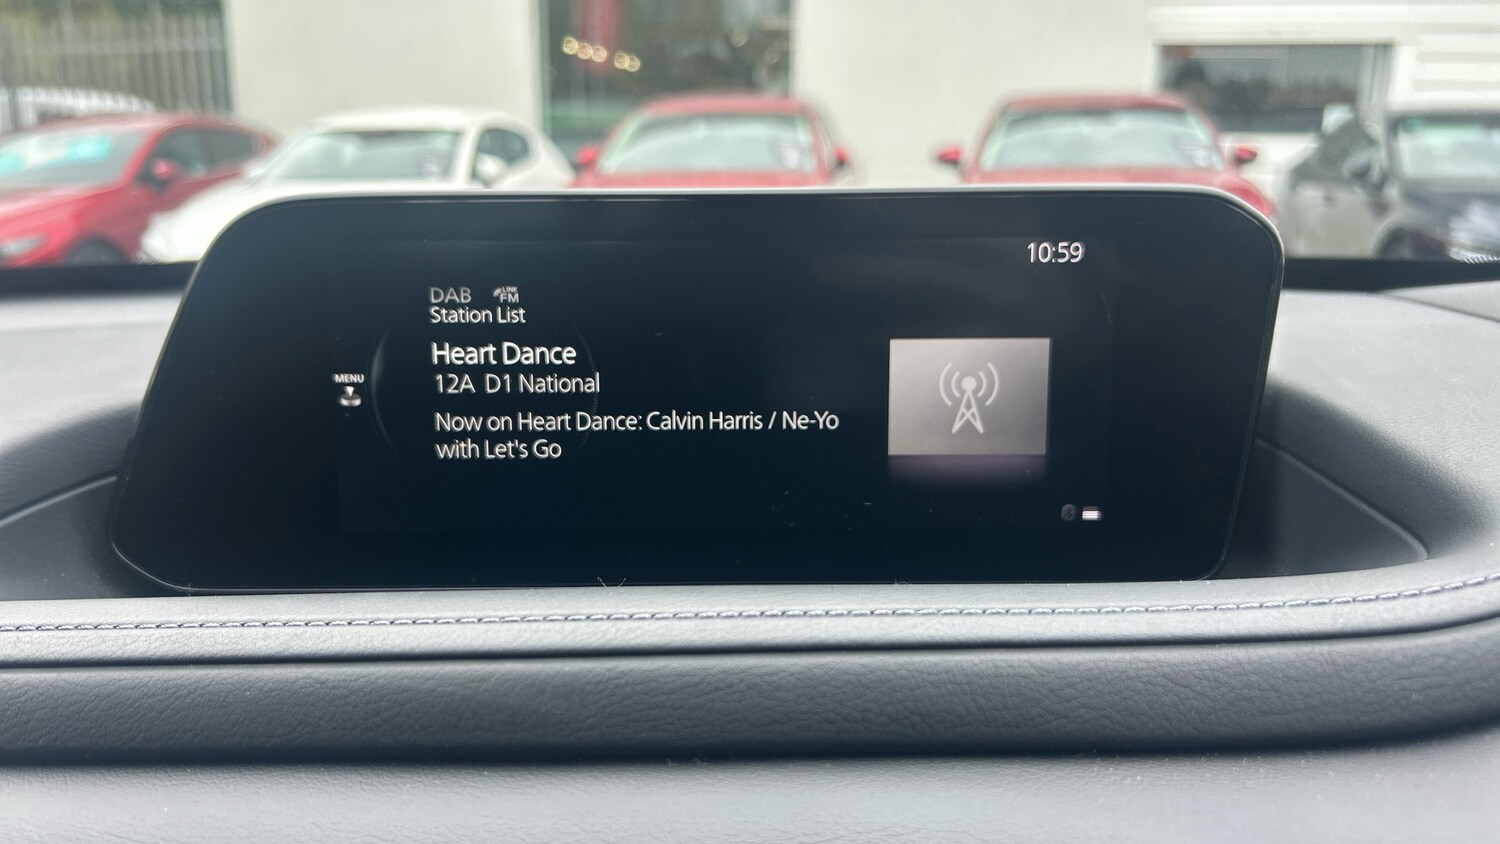 10:59
DAB LINK FM
Station List
Heart Dance
MENU
12A D1 National
Now on Heart Dance: Calvin Harris / Ne-Yo
with Let's Go